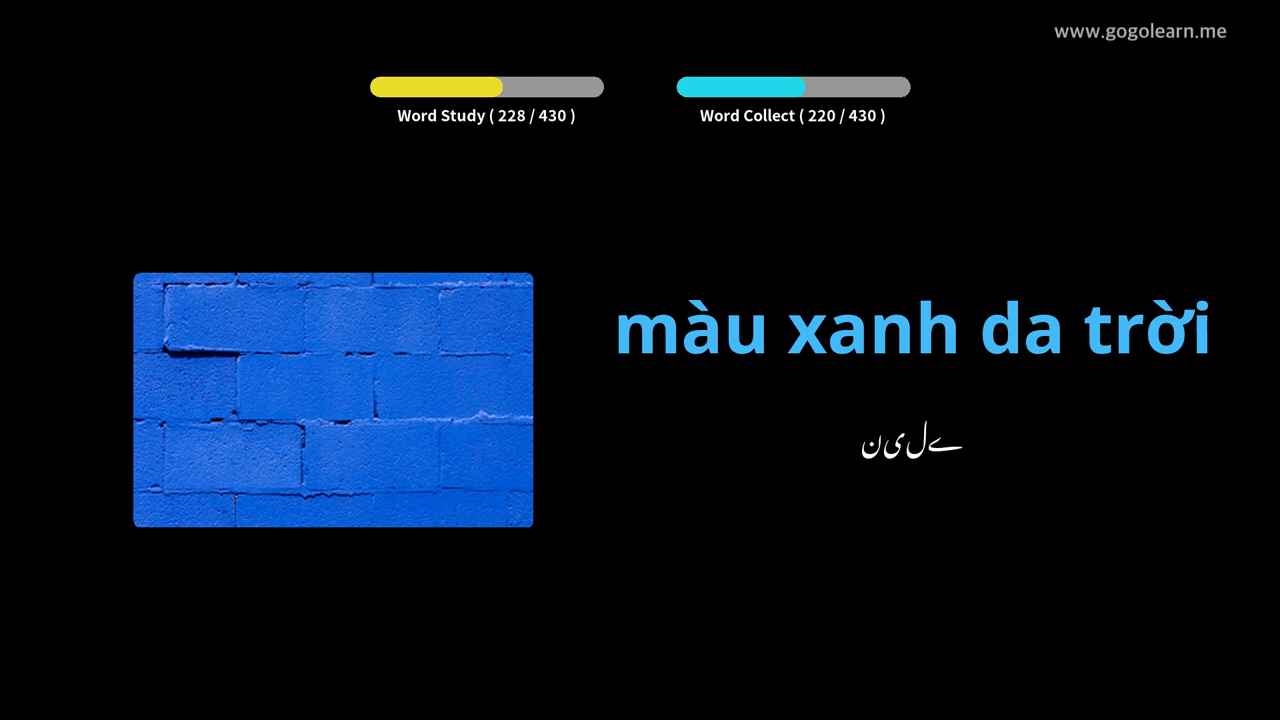 www.gogolearn.me
Word Study ( 228 / 430 )
Word Collect ( 220 / 430 )
màu xanh da trời
نیلے